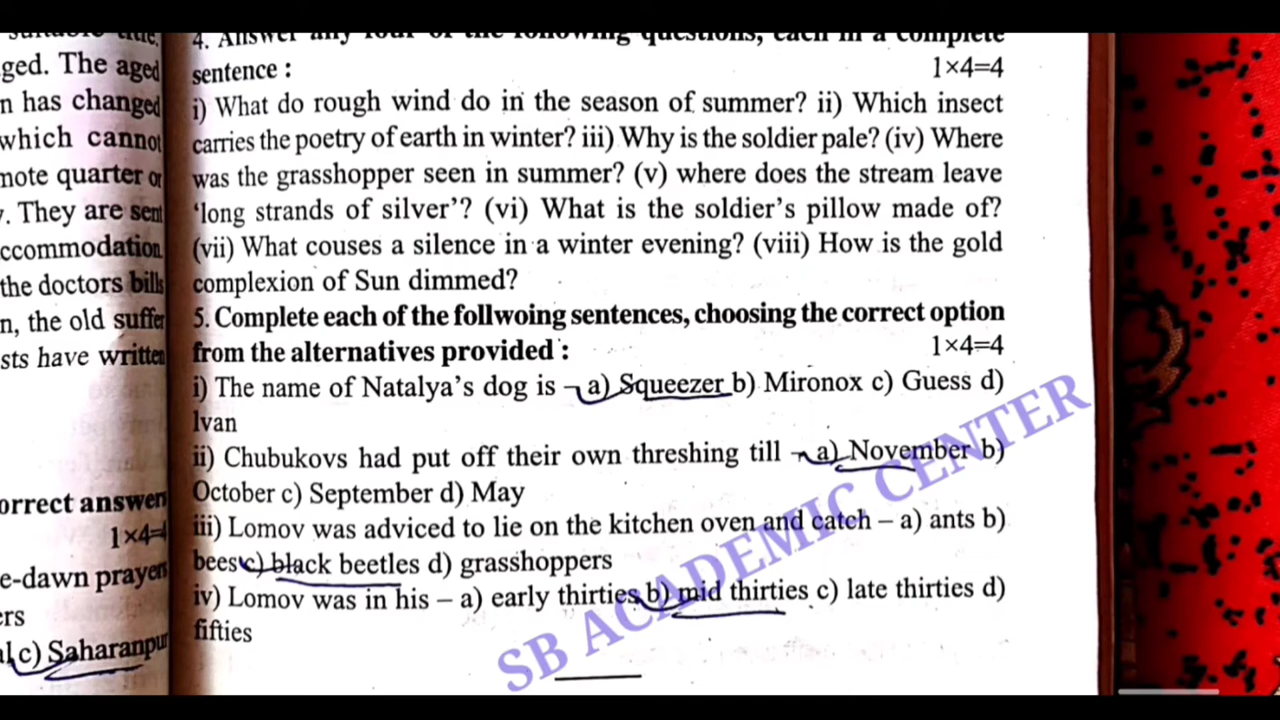 ged. The aged
n has changed
which cannot
mote quarter or
. They are sent
ccommodation
the doctors bills
n, the old suffer
sts have written
orrect answer
1×4=4
e-dawn prayers
ers
c) Saharanpur
4. Answer any four of the following questions, each in a complete
sentence : 1×4=4
i) What do rough wind do in the season of summer? ii) Which insect
carries the poetry of earth in winter? iii) Why is the soldier pale? (iv) Where
was the grasshopper seen in summer? (v) where does the stream leave
‘long strands of silver’? (vi) What is the soldier’s pillow made of?
(vii) What couses a silence in a winter evening? (viii) How is the gold
complexion of Sun dimmed?
5. Complete each of the follwoing sentences, choosing the correct option
from the alternatives provided : 1×4=4
i) The name of Natalya’s dog is – a) Squeezer b) Mironox c) Guess d)
Ivan
ii) Chubukovs had put off their own threshing till – a) November b)
October c) September d) May
iii) Lomov was adviced to lie on the kitchen oven and catch – a) ants b)
bees c) black beetles d) grasshoppers
iv) Lomov was in his – a) early thirties b) mid thirties c) late thirties d)
fifties
SB ACADEMIC CENTER